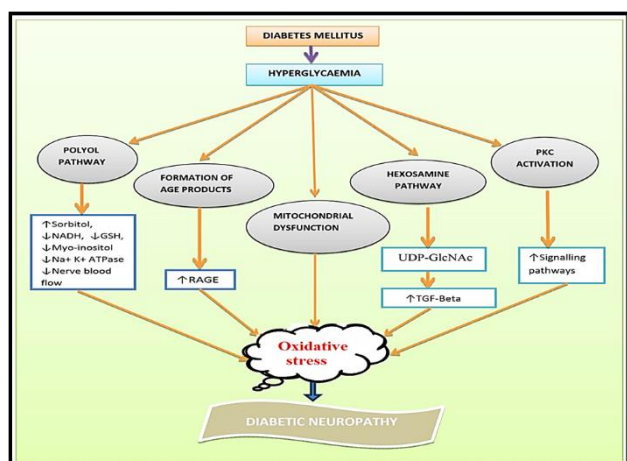 DIABETES MELLITUS
HYPERGLYCAEMIA
POLYOL
PATHWAY
FORMATION OF
AGE PRODUCTS
MITOCHONDRIAL
DYSFUNCTION
HEXOSAMINE
PATHWAY
PKC
ACTIVATION
↑Sorbitol,
↓NADH, ↓GSH,
↓Myo-inositol
↓Na+ K+ ATPase
↓Nerve blood
flow
↑RAGE
UDP-GlcNAc
↑TGF-Beta
↑Signalling
pathways
Oxidative
stress
DIABETIC NEUROPATHY